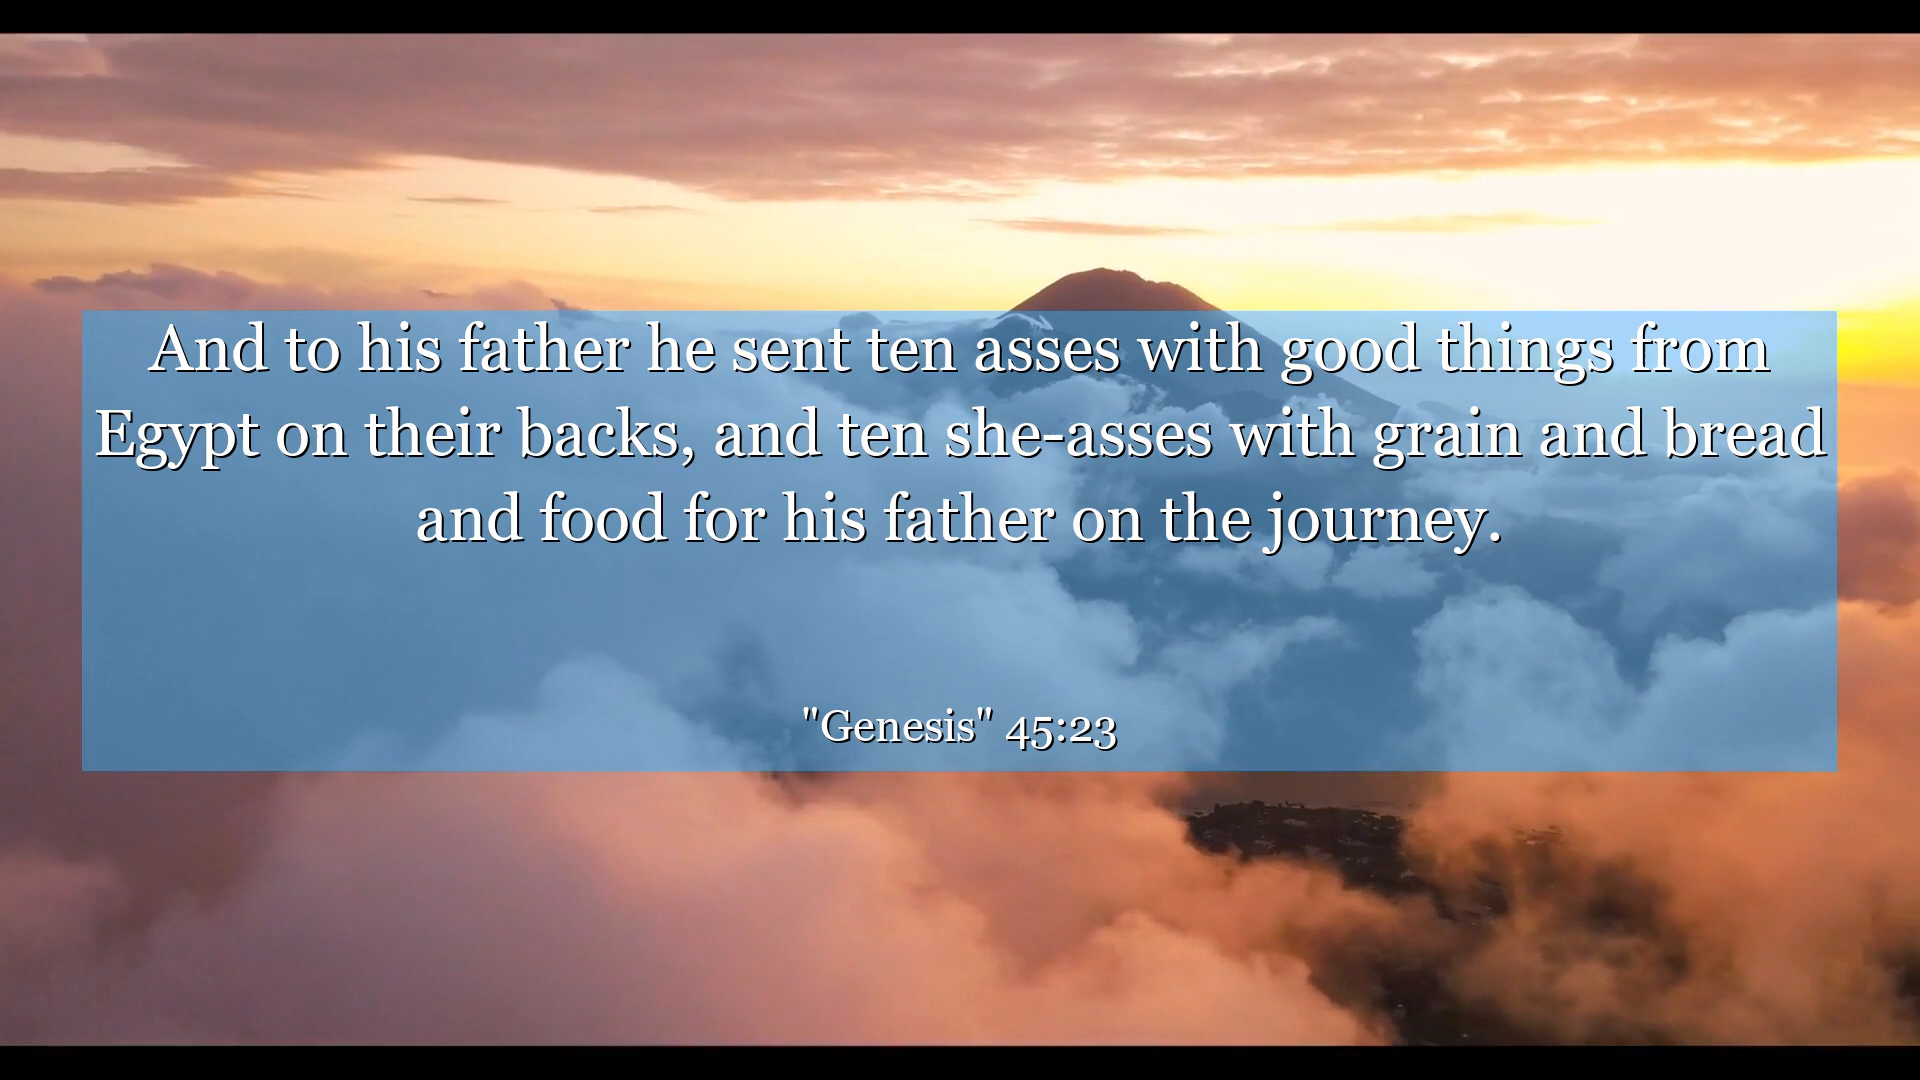 And to his father he sent ten asses with good things from
Egypt on their backs, and ten she-asses with grain and bread
and food for his father on the journey.
"Genesis" 45:23